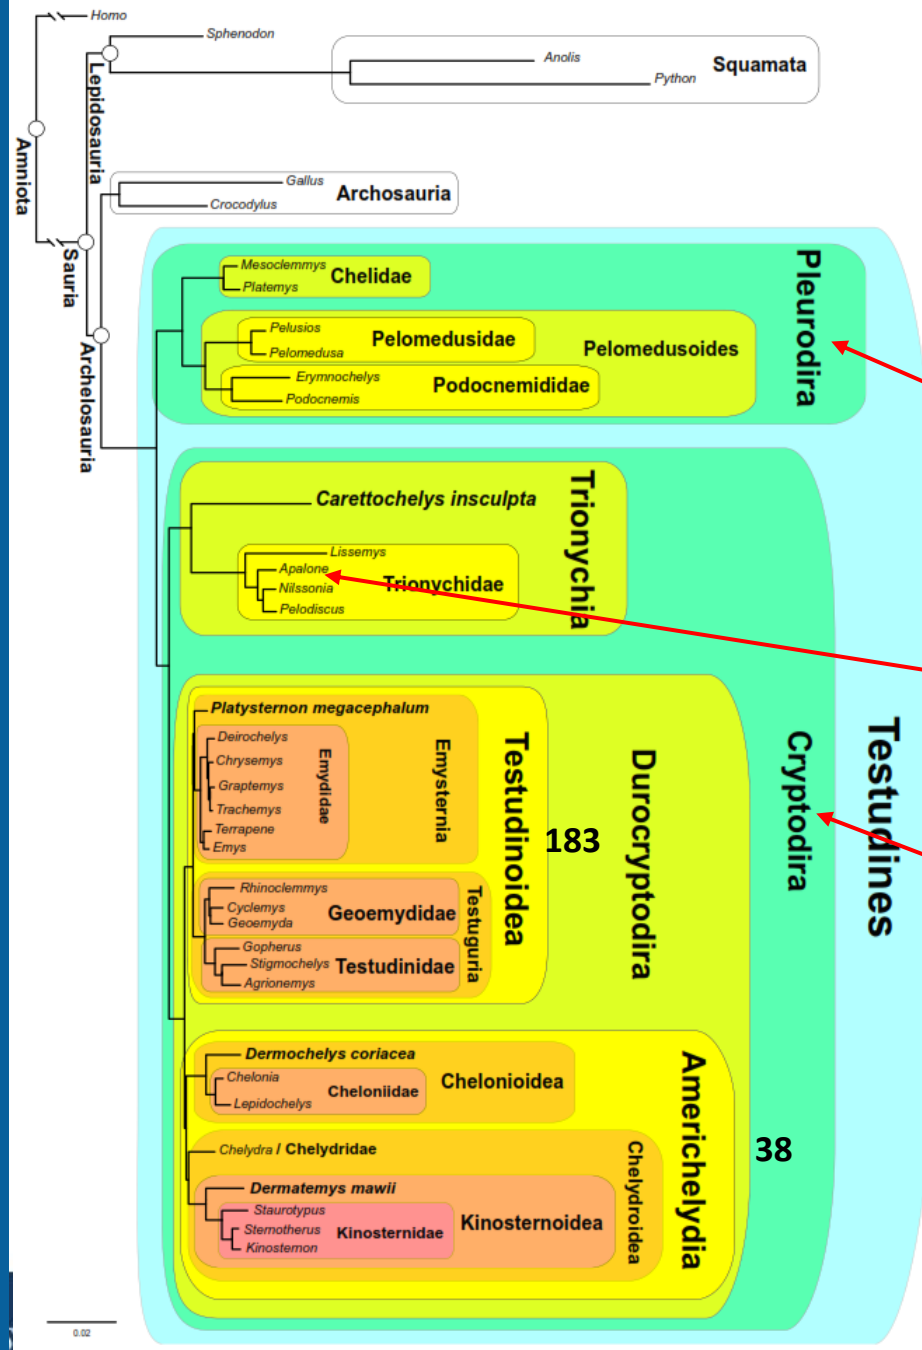 Homo
Sphenodon
Anolis
Python
Squamata
Lepidosauria
Amniota
Gallus
Crocodylus
Archosauria
Sauria
Archelosauria
Mesoclemmys
Platemys
Chelidae
Pelusios
Pelomedusa
Pelomedusidae
Pelomedusoides
Erymnochelys
Podocnemis
Podocnemididae
Pleurodira
Carettochelys insculpta
Lissemys
Apalone
Nilssonia
Pelodiscus
Trionychidae
Trionychia
Platysternon megacephalum
Deirochelys
Chrysemys
Graptemys
Trachemys
Terrapene
Emys
Emydidae
Emysternia
Rhinoclemmys
Cyclemys
Geoemyda
Geoemydidae
Gopherus
Stigmochelys
Agrionemys
Testudinidae
Testuguria
Testudinoidea
183
Durocryptodira
Cryptodira
Testudines
Dermochelys coriacea
Chelonia
Lepidochelys
Cheloniidae
Chelonioidea
Chelydra / Chelydridae
Dermatemys mawii
Staurotypus
Sternotherus
Kinosternon
Kinosternidae
Kinosternoidea
Chelydroidea
Americhelydia
38
0.02